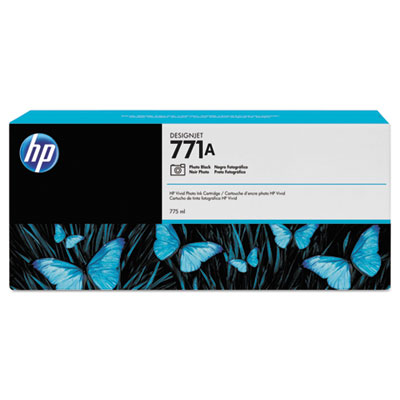 hp
DESIGNJET
771A
Photo Black Negro fotográfico
Noir Photo Preto fotográfico
HP Vivid Photo Ink Cartridge / Cartouche d'encre photo HP Vivid
Cartucho de tinta fotográfica HP Vivid
775 ml